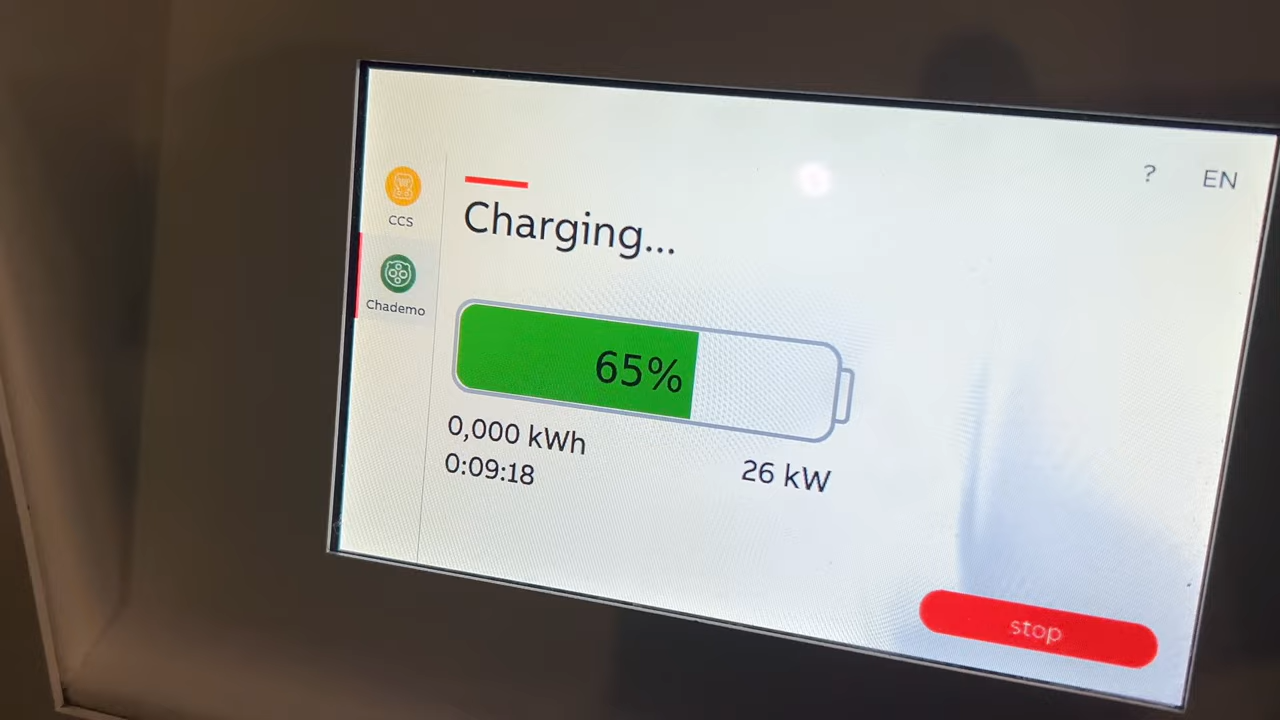 ? EN
CCS
Charging...
Chademo
65%
0,000 kWh
0:09:18
26 kW
stop